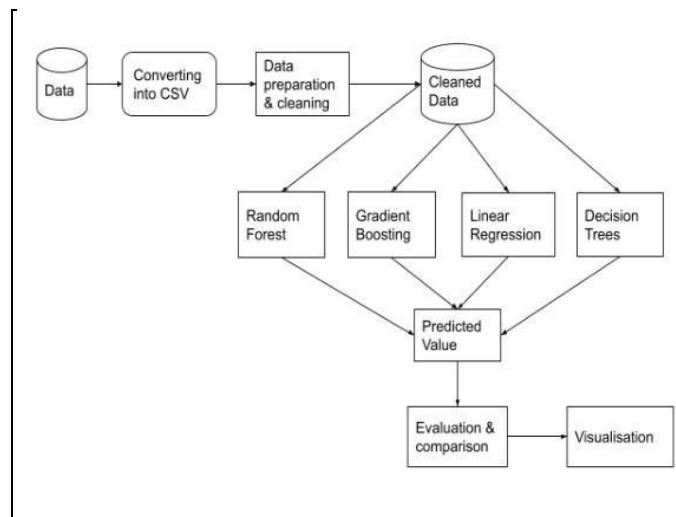 Data
Converting
into CSV
Data
preparation
& cleaning
Cleaned
Data
Random
Forest
Gradient
Boosting
Linear
Regression
Decision
Trees
Predicted
Value
Evaluation &
comparison
Visualisation